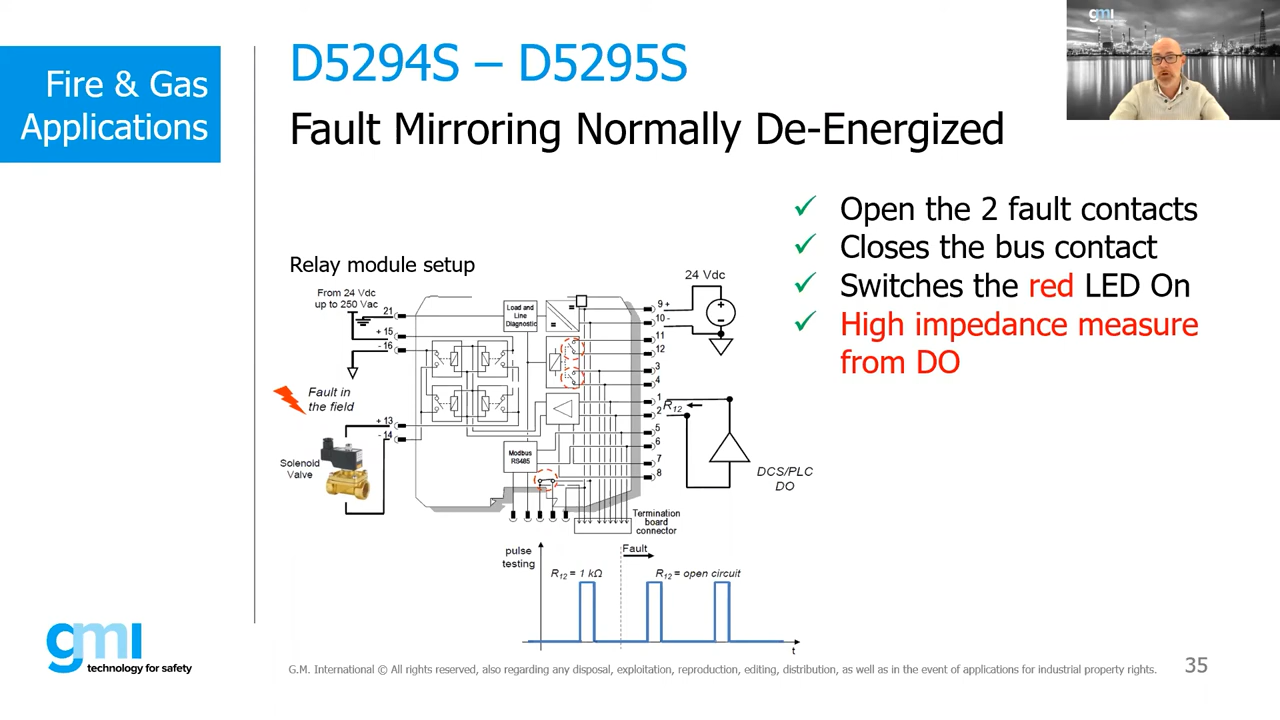 gmi
Fire & Gas
Applications
D5294S – D5295S
Fault Mirroring Normally De-Energized
Open the 2 fault contacts
Closes the bus contact
Switches the red LED On
High impedance measure
from DO
Relay module setup
From 24 Vdc
up to 250 Vac
21
+ 15
- 16
Fault in
the field
+ 13
- 14
Solenoid
Valve
Load and
Line
Diagnostic
=
=
Modbus
RS485
24 Vdc
+
–
9 +
10 -
11
12
3
4
1
2
5
6
7
8
R12
DCS/PLC
DO
Termination
board
connector
pulse
testing
Fault
R12 = 1 kΩ
R12 = open circuit
t
gmi
technology for safety
G.M. International © All rights reserved, also regarding any disposal, exploitation, reproduction, editing, distribution, as well as in the event of applications for industrial property rights.
35